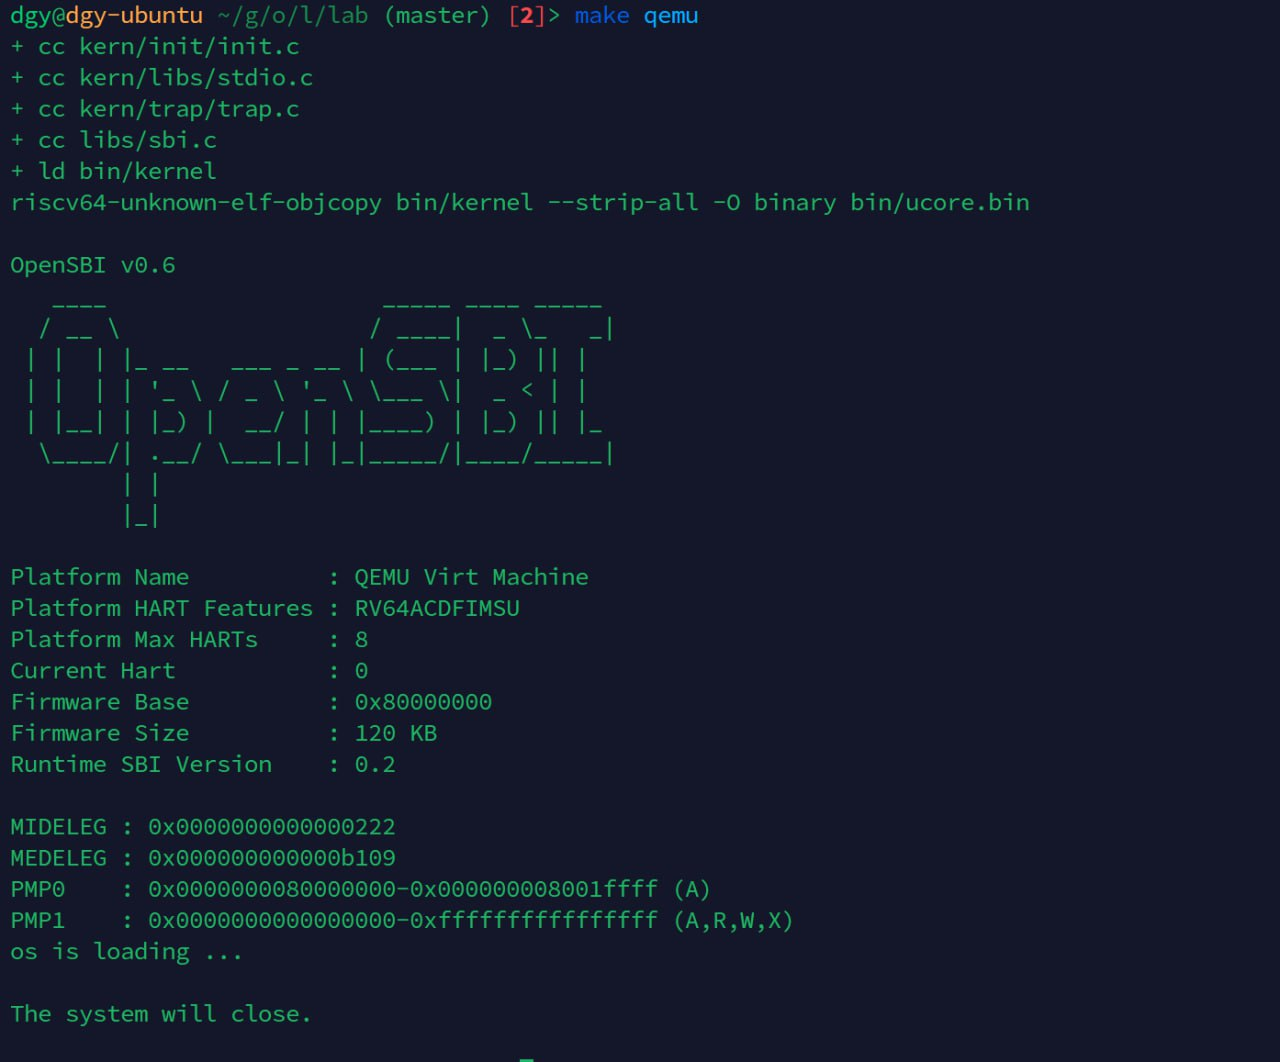 dgy@dgy-ubuntu ~/g/o/l/lab (master) [2]> make qemu
+ cc kern/init/init.c
+ cc kern/libs/stdio.c
+ cc kern/trap/trap.c
+ cc libs/sbi.c
+ ld bin/kernel
riscv64-unknown-elf-objcopy bin/kernel --strip-all -O binary bin/ucore.bin
OpenSBI v0.6
   ____                    _____ ____ _____
  / __ \                  / ____|  _ \_   _|
 | |  | |_ __   ___ _ __ | (___ | |_) || |
 | |  | | '_ \ / _ \ '_ \ \___ \|  _ < | |
 | |__| | |_) |  __/ | | |____) | |_) || |_
  \____/| .__/ \___|_| |_|_____/|____/_____|
        | |
        |_|
Platform Name          : QEMU Virt Machine
Platform HART Features : RV64ACDFIMSU
Platform Max HARTs     : 8
Current Hart           : 0
Firmware Base          : 0x80000000
Firmware Size          : 120 KB
Runtime SBI Version    : 0.2
MIDELEG : 0x0000000000000222
MEDELEG : 0x000000000000b109
PMP0    : 0x0000000080000000-0x000000008001ffff (A)
PMP1    : 0x0000000000000000-0xffffffffffffffff (A,R,W,X)
os is loading ...
The system will close.